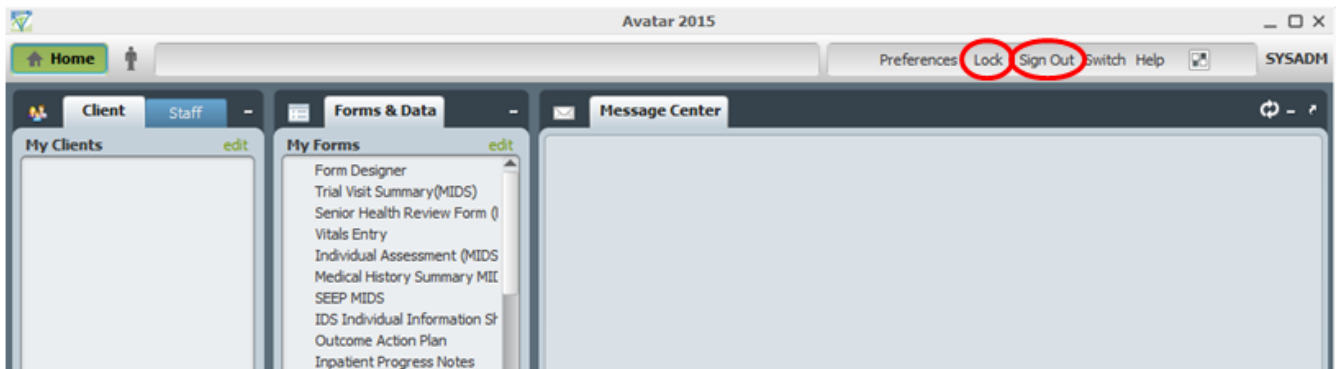 Avatar 2015
Home Preferences Lock Sign Out Switch Help SYSADM
Client Staff Forms & Data Message Center
My Clients edit My Forms edit
Form Designer
Trial Visit Summary(MIDS)
Senior Health Review Form (
Vitals Entry
Individual Assessment (MIDS
Medical History Summary MI
SEEP MIDS
IDS Individual Information Sh
Outcome Action Plan
Inpatient Progress Notes